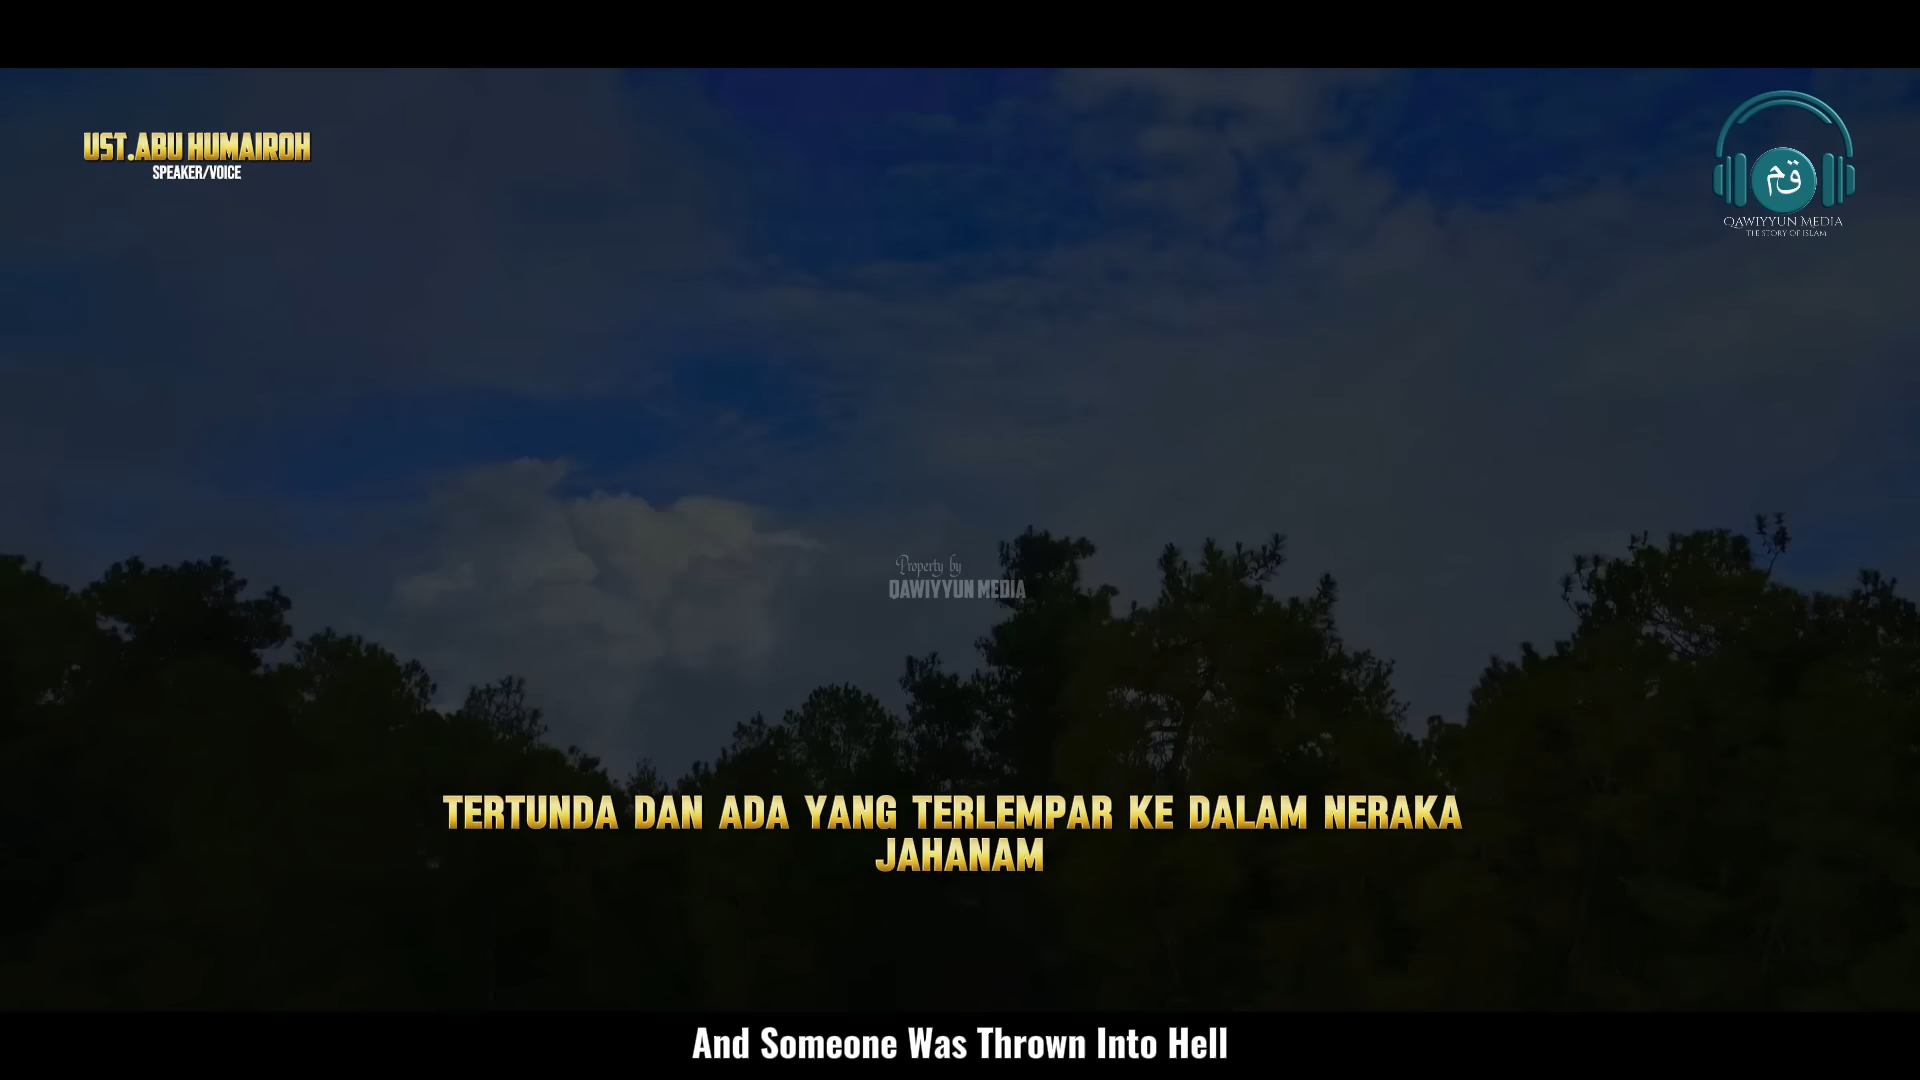 UST.ABU HUMAIROH
SPEAKER/VOICE
قم
QAWIYYUN MEDIA
THE STORY OF ISLAM
Property by
QAWIYYUN MEDIA
TERTUNDA DAN ADA YANG TERLEMPAR KE DALAM NERAKA
JAHANAM
And Someone Was Thrown Into Hell